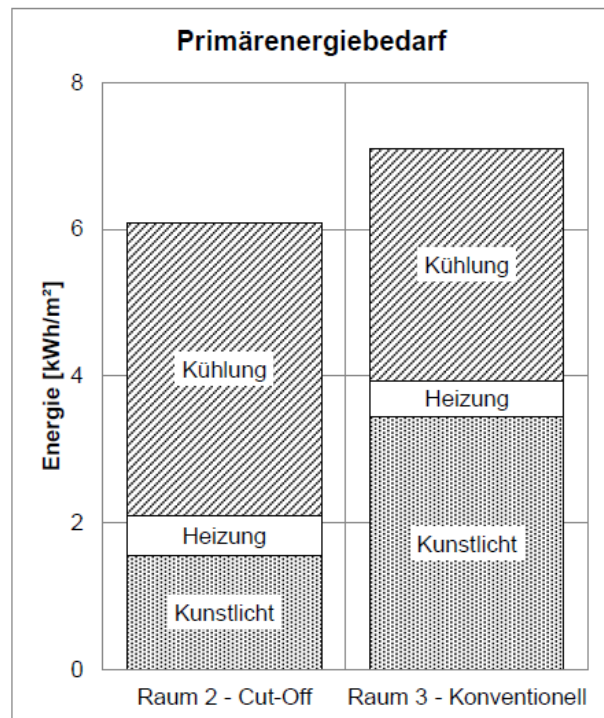 Primärenergiebedarf
Energie [kWh/m²]
8
6
4
2
0
Kühlung
Heizung
Kunstlicht
Kühlung
Heizung
Kunstlicht
Raum 2 - Cut-Off
Raum 3 - Konventionell